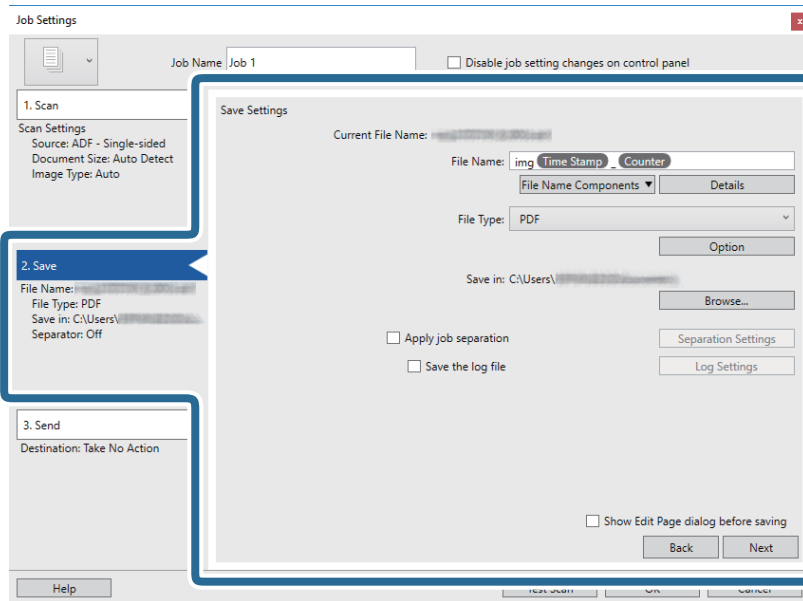 Job Settings
x
Job Name Job 1
Disable job setting changes on control panel
1. Scan
Scan Settings
Source: ADF - Single-sided
Document Size: Auto Detect
Image Type: Auto
2. Save
File Name:
File Type: PDF
Save in: C:\Users\
Separator: Off
3. Send
Destination: Take No Action
Save Settings
Current File Name:
File Name: img Time Stamp _ Counter
File Name Components ▼ Details
File Type: PDF
Option
Save in: C:\Users\
Browse...
Apply job separation Separation Settings
Save the log file Log Settings
Show Edit Page dialog before saving
Back Next
Help Test Scan OK Cancel